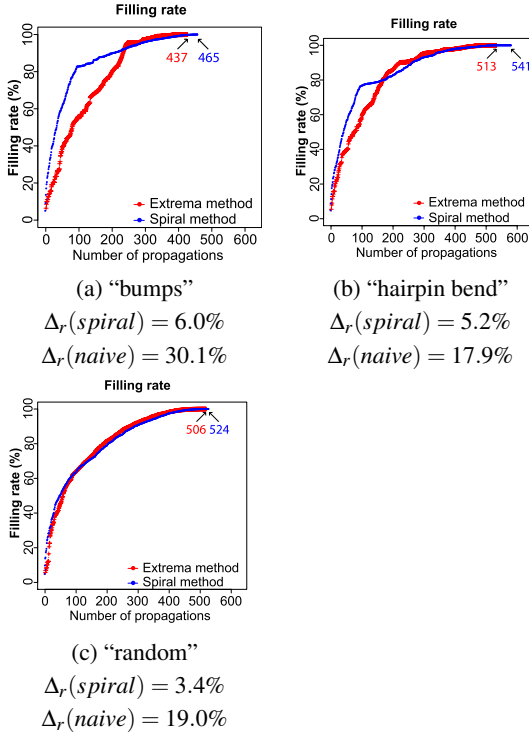 Filling rate
Filling rate (%)
100
80
60
40
20
0
437 465
Extrema method
Spiral method
0 100 200 300 400 500 600
Number of propagations
(a) “bumps”
Δr(spiral) = 6.0%
Δr(naive) = 30.1%
Filling rate
Filling rate (%)
100
80
60
40
20
0
513 541
Extrema method
Spiral method
0 100 200 300 400 500 600
Number of propagations
(b) “hairpin bend”
Δr(spiral) = 5.2%
Δr(naive) = 17.9%
Filling rate
Filling rate (%)
100
80
60
40
20
0
506 524
Extrema method
Spiral method
0 100 200 300 400 500 600
Number of propagations
(c) “random”
Δr(spiral) = 3.4%
Δr(naive) = 19.0%